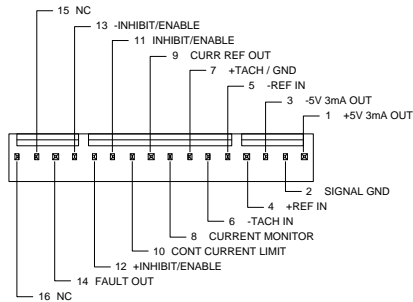 15 NC
13 -INHIBIT/ENABLE
11 INHIBIT/ENABLE
9 CURR REF OUT
7 +TACH / GND
5 -REF IN
3 -5V 3mA OUT
1 +5V 3mA OUT
2 SIGNAL GND
4 +REF IN
6 -TACH IN
8 CURRENT MONITOR
10 CONT CURRENT LIMIT
12 +INHIBIT/ENABLE
14 FAULT OUT
16 NC